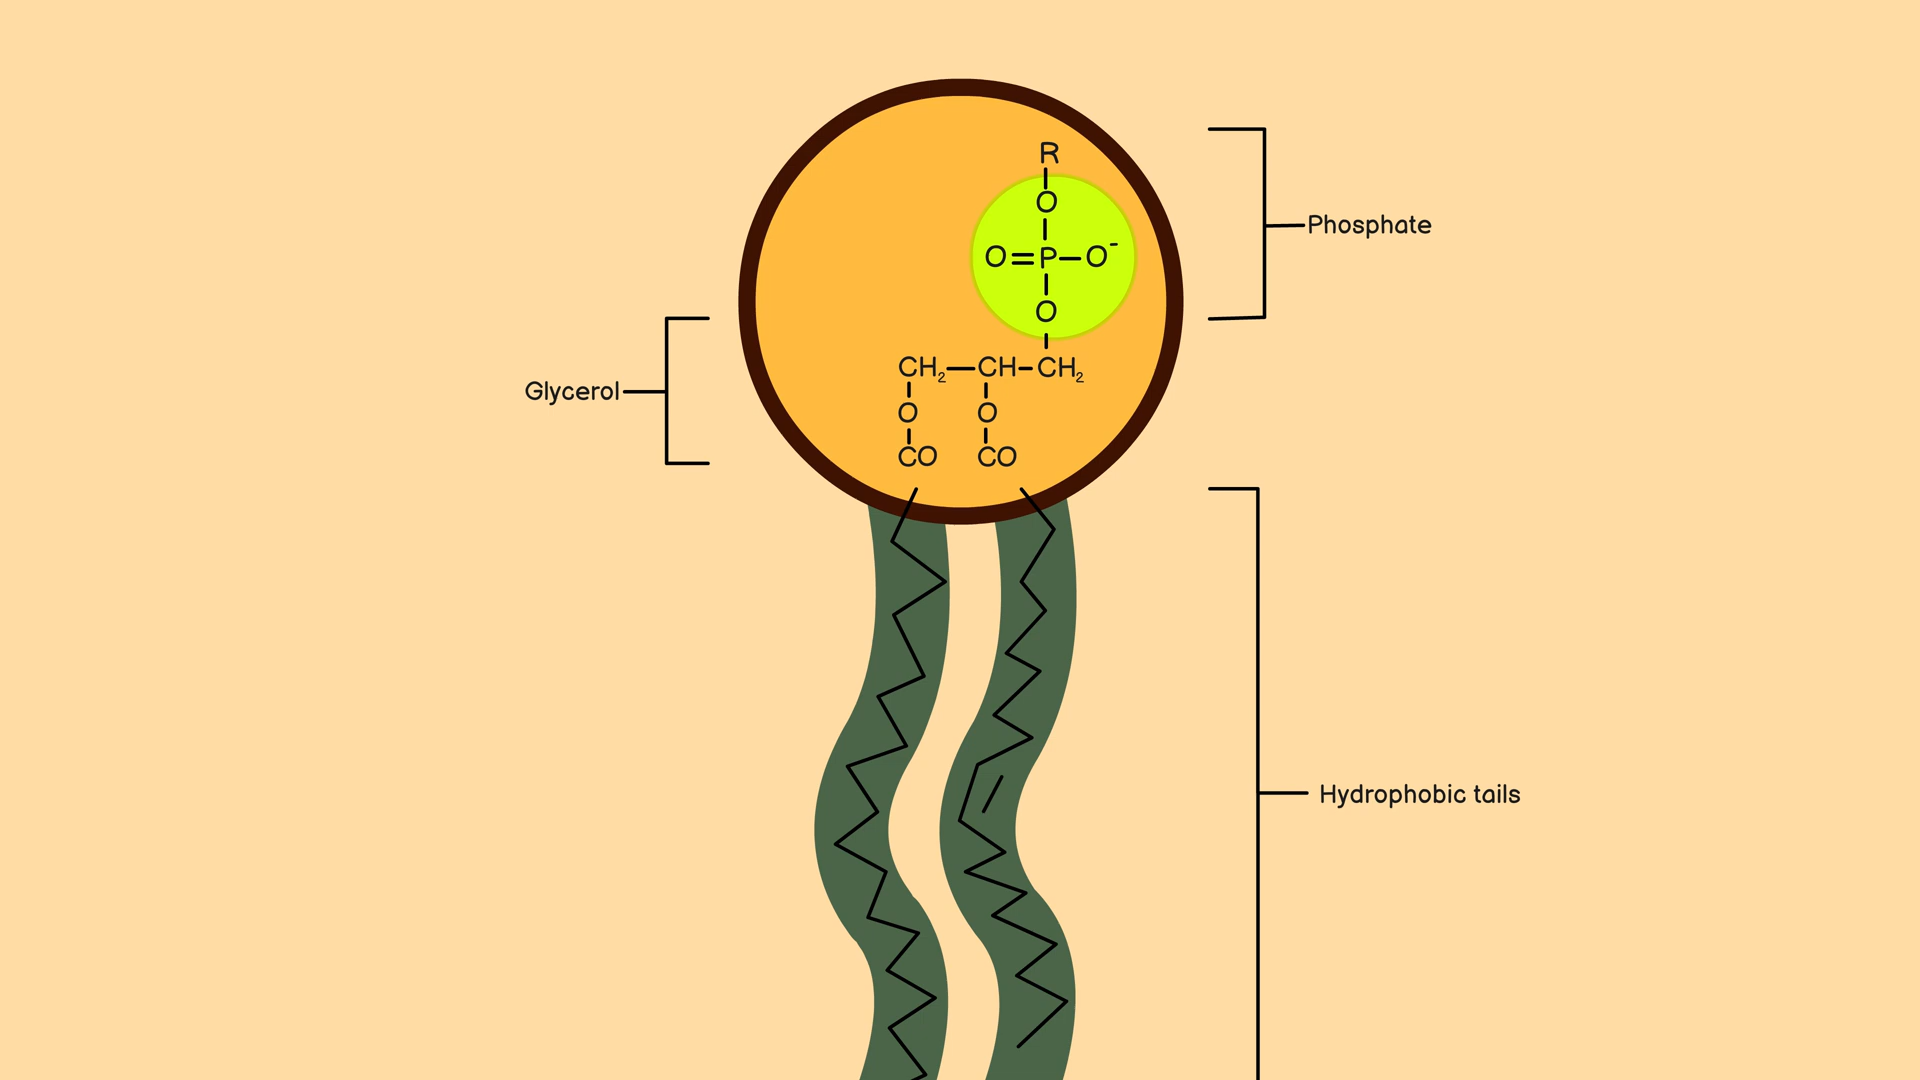 R
O
O=P-O⁻
O
CH₂-CH-CH₂
O O
CO CO
Phosphate
Glycerol
Hydrophobic tails